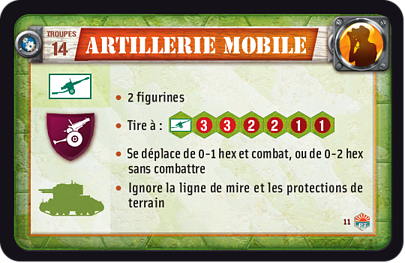 TROUPES
14
ARTILLERIE MOBILE
• 2 figurines
• Tire à : 3 3 2 2 1 1
• Se déplace de 0-1 hex et combat, ou de 0-2 hex
sans combattre
• Ignore la ligne de mire et les protections de
terrain
11